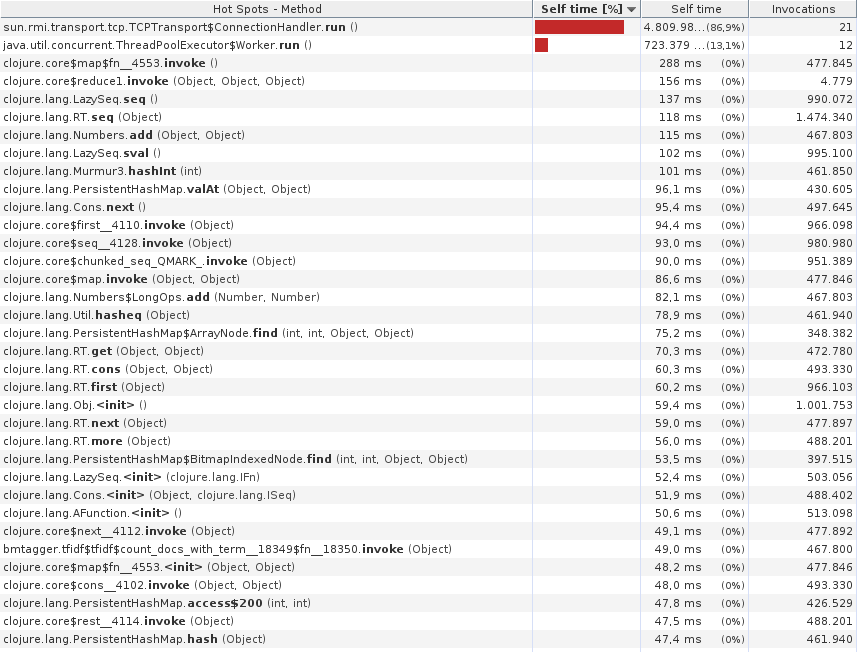 Hot Spots - Method Self time [%] Self time Invocations
sun.rmi.transport.tcp.TCPTransport$ConnectionHandler.run () 4.809.98... (86,9%) 21
java.util.concurrent.ThreadPoolExecutor$Worker.run () 723.379 ... (13,1%) 12
clojure.core$map$fn__4553.invoke () 288 ms (0%) 477.845
clojure.core$reduce1.invoke (Object, Object, Object) 156 ms (0%) 4.779
clojure.lang.LazySeq.seq () 137 ms (0%) 990.072
clojure.lang.RT.seq (Object) 118 ms (0%) 1.474.340
clojure.lang.Numbers.add (Object, Object) 115 ms (0%) 467.803
clojure.lang.LazySeq.sval () 102 ms (0%) 995.100
clojure.lang.Murmur3.hashInt (int) 101 ms (0%) 461.850
clojure.lang.PersistentHashMap.valAt (Object, Object) 96,1 ms (0%) 430.605
clojure.lang.Cons.next () 95,4 ms (0%) 497.645
clojure.core$first__4110.invoke (Object) 94,4 ms (0%) 966.098
clojure.core$seq__4128.invoke (Object) 93,0 ms (0%) 980.980
clojure.core$chunked_seq_QMARK_.invoke (Object) 90,0 ms (0%) 951.389
clojure.core$map.invoke (Object, Object) 86,6 ms (0%) 477.846
clojure.lang.Numbers$LongOps.add (Number, Number) 82,1 ms (0%) 467.803
clojure.lang.Util.hasheq (Object) 78,9 ms (0%) 461.940
clojure.lang.PersistentHashMap$ArrayNode.find (int, int, Object, Object) 75,2 ms (0%) 348.382
clojure.lang.RT.get (Object, Object) 70,3 ms (0%) 472.780
clojure.lang.RT.cons (Object, Object) 60,3 ms (0%) 493.330
clojure.lang.RT.first (Object) 60,2 ms (0%) 966.103
clojure.lang.Obj.<init> () 59,4 ms (0%) 1.001.753
clojure.lang.RT.next (Object) 59,0 ms (0%) 477.897
clojure.lang.RT.more (Object) 56,0 ms (0%) 488.201
clojure.lang.PersistentHashMap$BitmapIndexedNode.find (int, int, Object, Object) 53,5 ms (0%) 397.515
clojure.lang.LazySeq.<init> (clojure.lang.IFn) 52,4 ms (0%) 503.056
clojure.lang.Cons.<init> (Object, clojure.lang.ISeq) 51,9 ms (0%) 488.402
clojure.lang.AFunction.<init> () 50,6 ms (0%) 513.098
clojure.core$next__4112.invoke (Object) 49,1 ms (0%) 477.892
bmtagger.tfidf$tfidf$count_docs_with_term__18349$fn__18350.invoke (Object) 49,0 ms (0%) 467.800
clojure.core$map$fn__4553.<init> (Object, Object) 48,2 ms (0%) 477.846
clojure.core$cons__4102.invoke (Object, Object) 48,0 ms (0%) 493.330
clojure.lang.PersistentHashMap.access$200 (int, int) 47,8 ms (0%) 426.529
clojure.core$rest__4114.invoke (Object) 47,5 ms (0%) 488.201
clojure.lang.PersistentHashMap.hash (Object) 47,4 ms (0%) 461.940